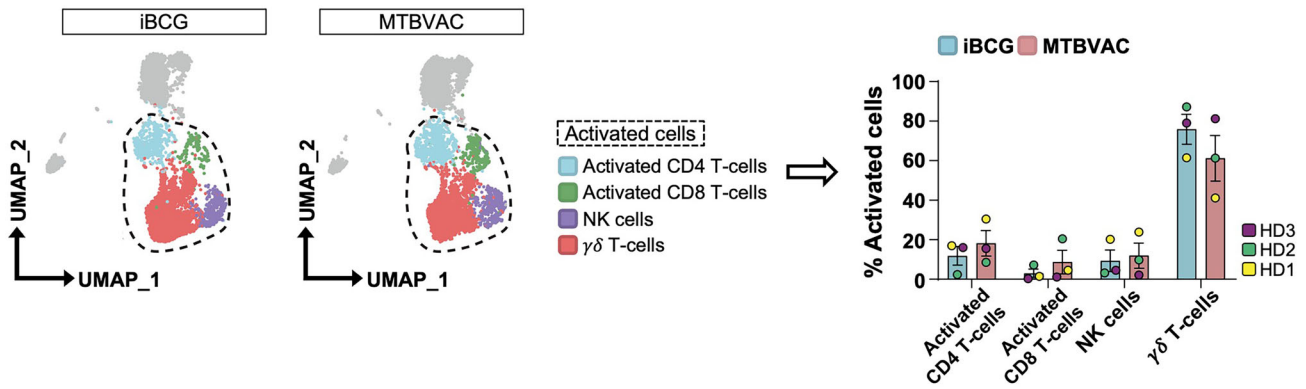 iBCG
MTBVAC
UMAP_2
UMAP_1
UMAP_2
UMAP_1
Activated cells
Activated CD4 T-cells
Activated CD8 T-cells
NK cells
γδ T-cells
iBCG MTBVAC
% Activated cells
100
80
60
40
20
0
Activated
CD4 T-cells
Activated
CD8 T-cells
NK cells
γδ T-cells
HD3
HD2
HD1